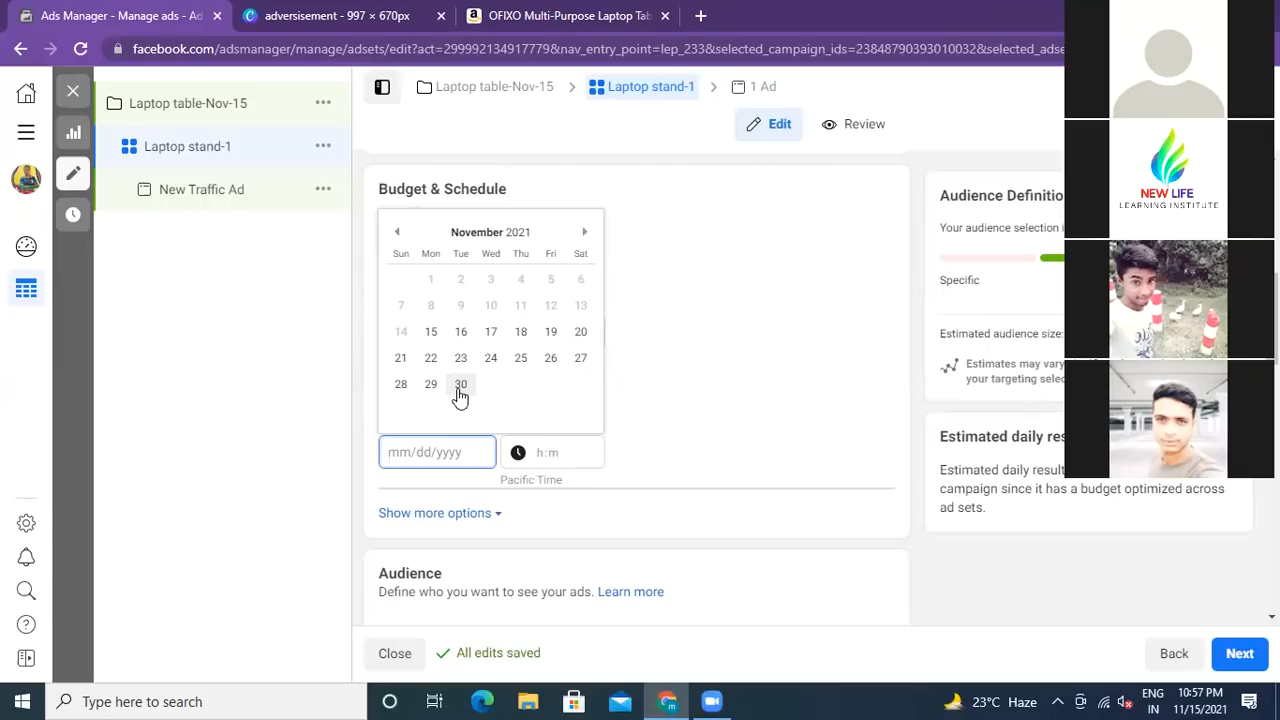 Ads Manager - Manage ads - Ad
advertisement - 997 × 670px
OFIXO Multi-Purpose Laptop Tab
facebook.com/adsmanager/manage/adsets/edit?act=299992134917779&nav_entry_point=lep_233&selected_campaign_ids=23848790393010032&selected_adse
Laptop table-Nov-15
Laptop stand-1
New Traffic Ad
Laptop table-Nov-15
Laptop stand-1
1 Ad
Edit
Review
Budget & Schedule
November 2021
Sun Mon Tue Wed Thu Fri Sat
1 2 3 4 5 6
7 8 9 10 11 12 13
14 15 16 17 18 19 20
21 22 23 24 25 26 27
28 29 30
mm/dd/yyyy
h:m
Pacific Time
Show more options
Audience
Define who you want to see your ads. Learn more
Audience Definitio
Your audience selection i
Specific
Estimated audience size:
Estimates may vary
your targeting selec
Estimated daily res
Estimated daily result
campaign since it has a budget optimized across
ad sets.
NEW LIFE
LEARNING INSTITUTE
Close
All edits saved
Back
Next
Type here to search
23°C Haze
ENG
IN
10:57 PM
11/15/2021